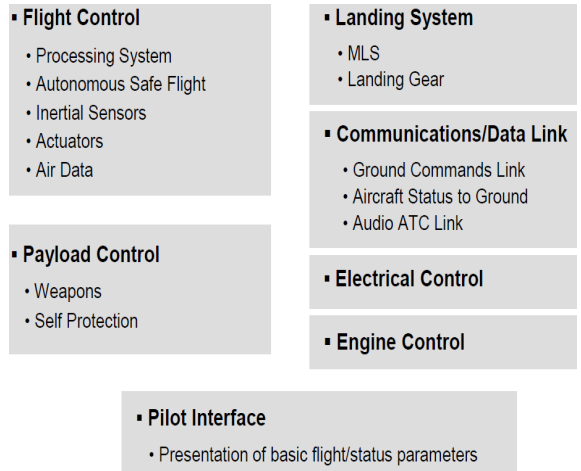 ▪ Flight Control
• Processing System
• Autonomous Safe Flight
• Inertial Sensors
• Actuators
• Air Data
▪ Payload Control
• Weapons
• Self Protection
▪ Landing System
• MLS
• Landing Gear
▪ Communications/Data Link
• Ground Commands Link
• Aircraft Status to Ground
• Audio ATC Link
▪ Electrical Control
▪ Engine Control
▪ Pilot Interface
• Presentation of basic flight/status parameters